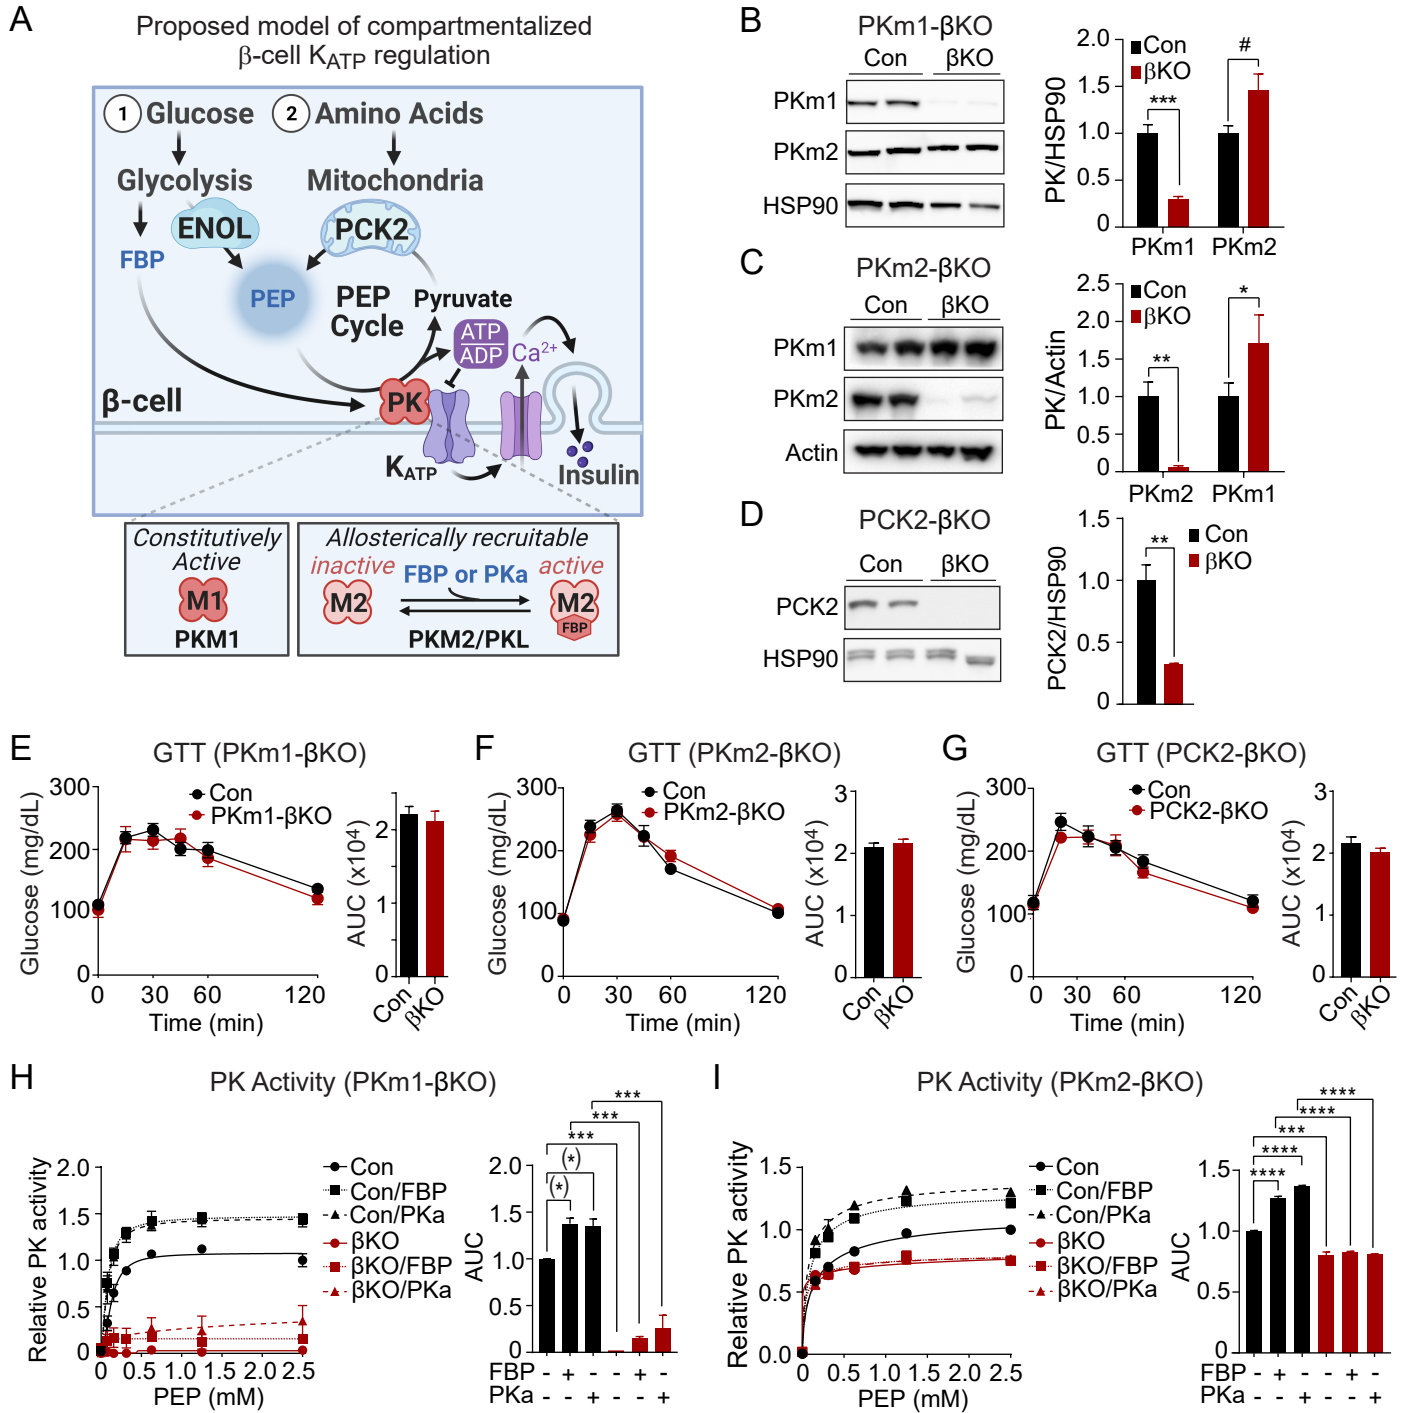 A
Proposed model of compartmentalized
β-cell KATP regulation
1 Glucose
2 Amino Acids
Glycolysis
Mitochondria
ENOL
PCK2
FBP
PEP
PEP
Cycle
Pyruvate
ATP
ADP
Ca2+
β-cell
PK
KATP
Insulin
Constitutively
Active
M1
PKM1
Allosterically recruitable
inactive
FBP or PKa
active
M2
M2
FBP
PKM2/PKL
B
PKm1-βKO
Con
βKO
PKm1
PKm2
HSP90
PK/HSP90
2.0
1.5
1.0
0.5
0
Con
βKO
***
#
PKm1
PKm2
C
PKm2-βKO
Con
βKO
PKm1
PKm2
Actin
PK/Actin
2.5
2.0
1.5
1.0
0.5
0
Con
βKO
**
*
PKm2
PKm1
D
PCK2-βKO
Con
βKO
PCK2
HSP90
PCK2/HSP90
1.5
1.0
0.5
0
Con
βKO
**
E
GTT (PKm1-βKO)
Glucose (mg/dL)
300
200
100
0
Con
PKm1-βKO
0
30
60
120
Time (min)
AUC (x10⁴)
2
1
0
Con
βKO
F
GTT (PKm2-βKO)
Glucose (mg/dL)
300
200
100
0
Con
PKm2-βKO
0
30
60
120
Time (min)
AUC (x10⁴)
3
2
1
0
Con
βKO
G
GTT (PCK2-βKO)
Glucose (mg/dL)
300
200
100
0
Con
PCK2-βKO
0
30
60
120
Time (min)
AUC (x10⁴)
3
2
1
0
Con
βKO
H
PK Activity (PKm1-βKO)
Relative PK activity
2.0
1.5
1.0
0.5
0
0
0.5
1.0
1.5
2.0
2.5
PEP (mM)
Con
Con/FBP
Con/PKa
βKO
βKO/FBP
βKO/PKa
AUC
2.0
1.5
1.0
0.5
0
***
***
***
(*)
(*)
FBP - + - - + -
PKa - - + - - +
I
PK Activity (PKm2-βKO)
Relative PK activity
1.5
1.0
0.5
0.0
0
0.5
1.0
1.5
2.0
2.5
PEP (mM)
Con
Con/FBP
Con/PKa
βKO
βKO/FBP
βKO/PKa
AUC
1.5
1.0
0.5
0
****
****
***
****
****
FBP - + - - + -
PKa - - + - - +